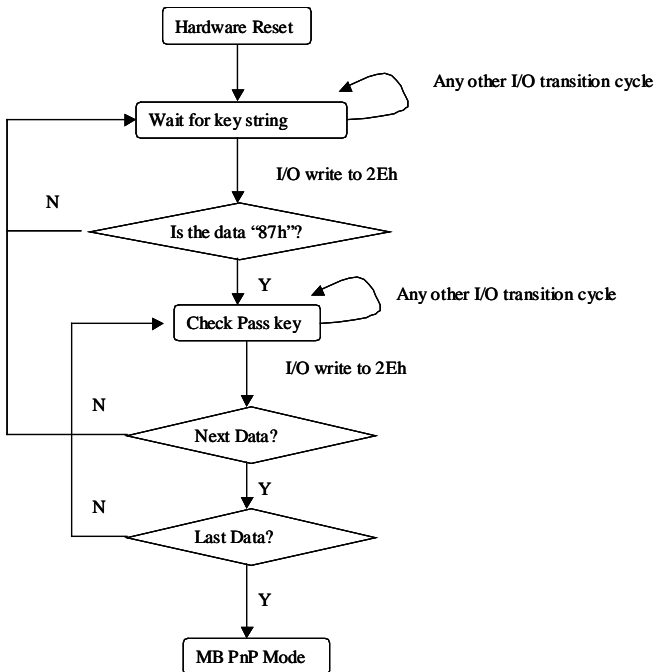 Hardware Reset
Any other I/O transition cycle
Wait for key string
I/O write to 2Eh
N
Is the data “87h”?
Y
Any other I/O transition cycle
Check Pass key
I/O write to 2Eh
N
Next Data?
Y
N
Last Data?
Y
MB PnP Mode